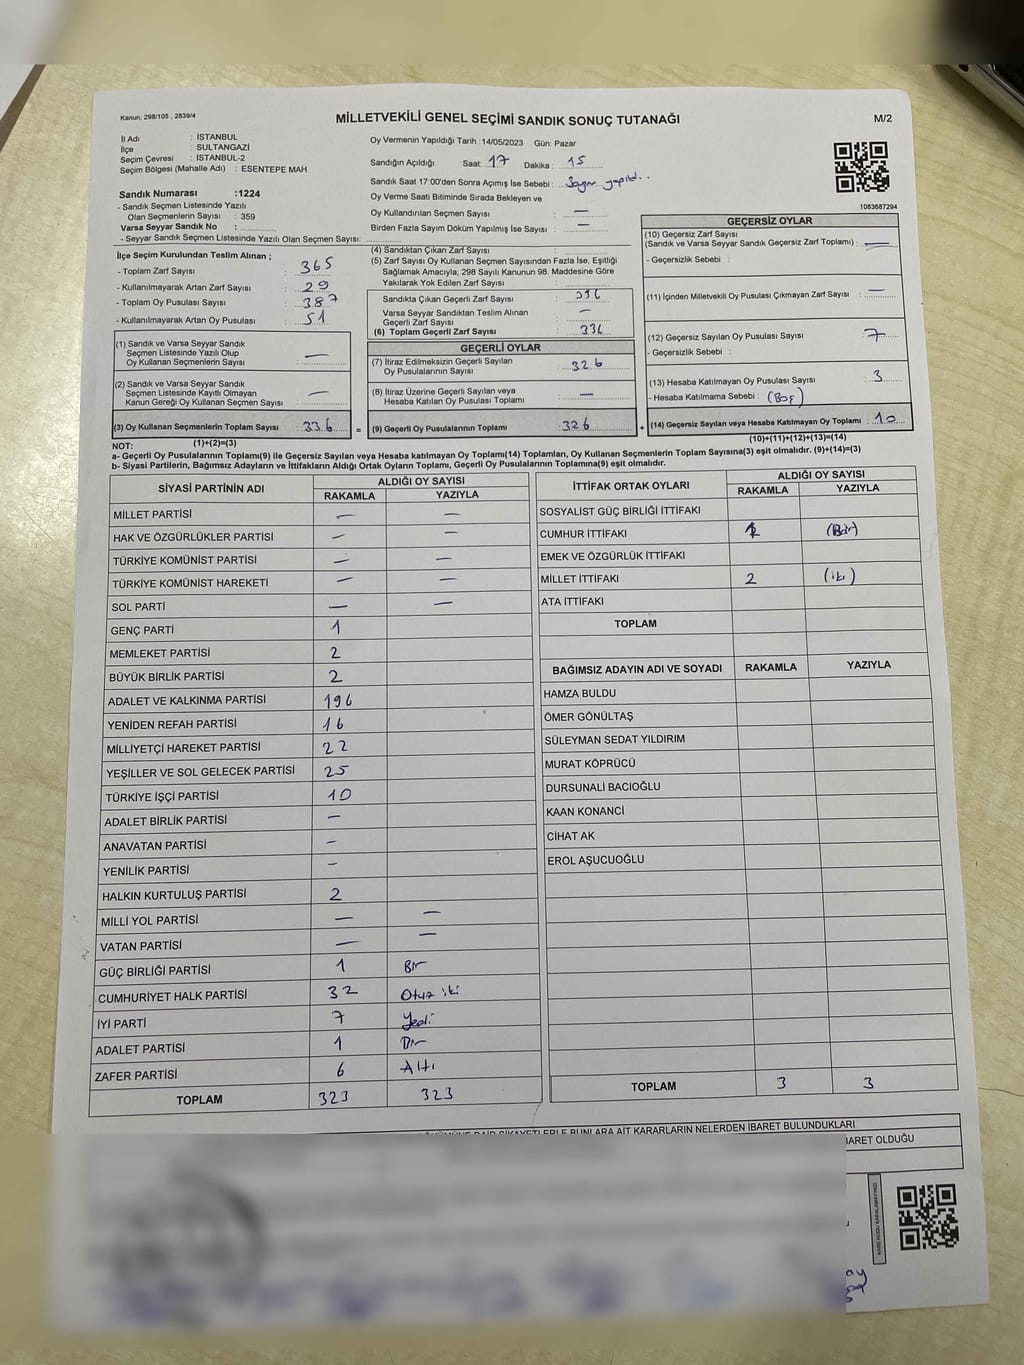 Kanun; 298/105 , 2839/4
MİLLETVEKİLİ GENEL SEÇİMİ SANDIK SONUÇ TUTANAĞI
M/2
İl Adı : İSTANBUL
İlçe : SULTANGAZİ
Seçim Çevresi : İSTANBUL-2
Seçim Bölgesi (Mahalle Adı) : ESENTEPE MAH
Sandık Numarası :1224
- Sandık Seçmen Listesinde Yazılı
Olan Seçmenlerin Sayısı : 359
Varsa Seyyar Sandık No :
- Seyyar Sandık Seçmen Listesinde Yazılı Olan Seçmen Sayısı:
Oy Vermenin Yapıldığı Tarih :14/05/2023 Gün: Pazar
Sandığın Açıldığı Saat: 17 Dakika : 15
Sandık Saat 17:00'den Sonra Açımış İse Sebebi : Sayım yapıldı..
Oy Verme Saati Bitiminde Sırada Bekleyen ve
Oy Kullandırılan Seçmen Sayısı : —
Birden Fazla Sayım Döküm Yapılmış İse Sayısı : —
1083687294
İlçe Seçim Kurulundan Teslim Alınan ;
- Toplam Zarf Sayısı : 365
- Kullanılmayarak Artan Zarf Sayısı : 29
- Toplam Oy Pusulası Sayısı : 387
- Kullanılmayarak Artan Oy Pusulası : 51
(1) Sandık ve Varsa Seyyar Sandık
Seçmen Listesinde Yazılı Olup
Oy Kullanan Seçmenlerin Sayısı : —
(2) Sandık ve Varsa Seyyar Sandık
Seçmen Listesinde Kayıtlı Olmayan
Kanun Gereği Oy Kullanan Seçmen Sayısı : —
(3) Oy Kullanan Seçmenlerin Toplam Sayısı : 336
(4) Sandıktan Çıkan Zarf Sayısı :
(5) Zarf Sayısı Oy Kullanan Seçmen Sayısından Fazla İse, Eşitliği
Sağlamak Amacıyla; 298 Sayılı Kanunun 98. Maddesine Göre
Yakılarak Yok Edilen Zarf Sayısı :
Sandıkta Çıkan Geçerli Zarf Sayısı : 336
Varsa Seyyar Sandıktan Teslim Alınan
Geçerli Zarf Sayısı : —
(6) Toplam Geçerli Zarf Sayısı : 336
GEÇERLİ OYLAR
(7) İtiraz Edilmeksizin Geçerli Sayılan
Oy Pusulalarının Sayısı : 326
(8) İtiraz Üzerine Geçerli Sayılan veya
Hesaba Katılan Oy Pusulası Toplamı : —
= (9) Geçerli Oy Pusulalarının Toplamı : 326
GEÇERSİZ OYLAR
(10) Geçersiz Zarf Sayısı
(Sandık ve Varsa Seyyar Sandık Geçersiz Zarf Toplamı) : —
- Geçersizlik Sebebi :
(11) İçinden Milletvekili Oy Pusulası Çıkmayan Zarf Sayısı : —
(12) Geçersiz Sayılan Oy Pusulası Sayısı : 7
- Geçersizlik Sebebi :
(13) Hesaba Katılmayan Oy Pusulası Sayısı : 3
- Hesaba Katılmama Sebebi : (Boş)
+ (14) Geçersiz Sayılan veya Hesaba Katılmayan Oy Toplamı : 10
NOT: (1)+(2)=(3)
(10)+(11)+(12)+(13)=(14)
a- Geçerli Oy Pusulalarının Toplamı(9) ile Geçersiz Sayılan veya Hesaba katılmayan Oy Toplamı(14) Toplamları, Oy Kullanan Seçmenlerin Toplam Sayısına(3) eşit olmalıdır. (9)+(14)=(3)
b- Siyasi Partilerin, Bağımsız Adayların ve İttifakların Aldığı Ortak Oyların Toplamı, Geçerli Oy Pusulalarının Toplamına(9) eşit olmalıdır.
SİYASİ PARTİNİN ADI ALDIĞI OY SAYISI
RAKAMLA YAZIYLA
MİLLET PARTİSİ — —
HAK VE ÖZGÜRLÜKLER PARTİSİ — —
TÜRKİYE KOMÜNİST PARTİSİ — —
TÜRKİYE KOMÜNİST HAREKETİ — —
SOL PARTİ — —
GENÇ PARTİ 1
MEMLEKET PARTİSİ 2
BÜYÜK BİRLİK PARTİSİ 2
ADALET VE KALKINMA PARTİSİ 196
YENİDEN REFAH PARTİSİ 16
MİLLİYETÇİ HAREKET PARTİSİ 22
YEŞİLLER VE SOL GELECEK PARTİSİ 25
TÜRKİYE İŞÇİ PARTİSİ 10
ADALET BİRLİK PARTİSİ —
ANAVATAN PARTİSİ —
YENİLİK PARTİSİ —
HALKIN KURTULUŞ PARTİSİ 2
MİLLİ YOL PARTİSİ — —
VATAN PARTİSİ — —
GÜÇ BİRLİĞİ PARTİSİ 1 Bir
CUMHURİYET HALK PARTİSİ 32 Otuz iki
İYİ PARTİ 7 Yedi
ADALET PARTİSİ 1 Bir
ZAFER PARTİSİ 6 Altı
TOPLAM 323 323
İTTİFAK ORTAK OYLARI ALDIĞI OY SAYISI
RAKAMLA YAZIYLA
SOSYALİST GÜÇ BİRLİĞİ İTTİFAKI
CUMHUR İTTİFAKI 1 (Bir)
EMEK VE ÖZGÜRLÜK İTTİFAKI
MİLLET İTTİFAKI 2 (iki)
ATA İTTİFAKI
TOPLAM
BAĞIMSIZ ADAYIN ADI VE SOYADI RAKAMLA YAZIYLA
HAMZA BULDU
ÖMER GÖNÜLTAŞ
SÜLEYMAN SEDAT YILDIRIM
MURAT KÖPRÜCÜ
DURSUNALİ BACIOĞLU
KAAN KONANCİ
CİHAT AK
EROL AŞUCUOĞLU
TOPLAM 3 3
ŞİKAYETLERLE BUNLARA AİT KARARLARIN NELERDEN İBARET BULUNDUKLARI
BARET OLDUĞU